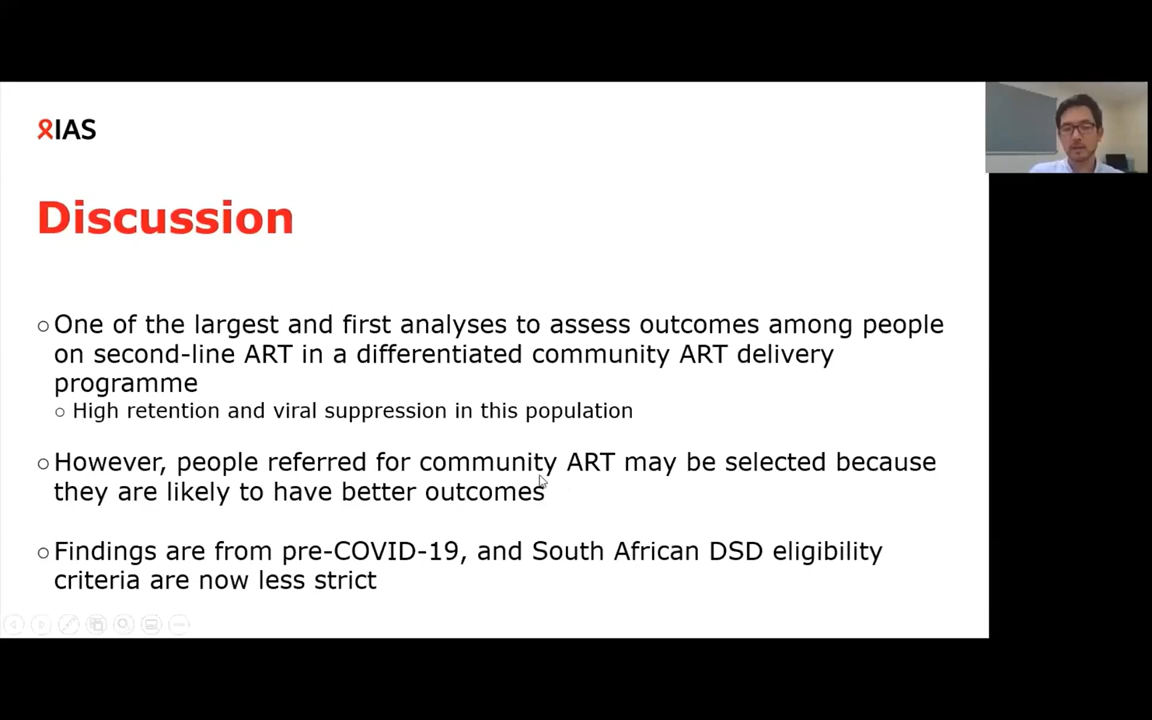 IAS
Discussion
One of the largest and first analyses to assess outcomes among people
on second-line ART in a differentiated community ART delivery
programme
High retention and viral suppression in this population
However, people referred for community ART may be selected because
they are likely to have better outcomes
Findings are from pre-COVID-19, and South African DSD eligibility
criteria are now less strict